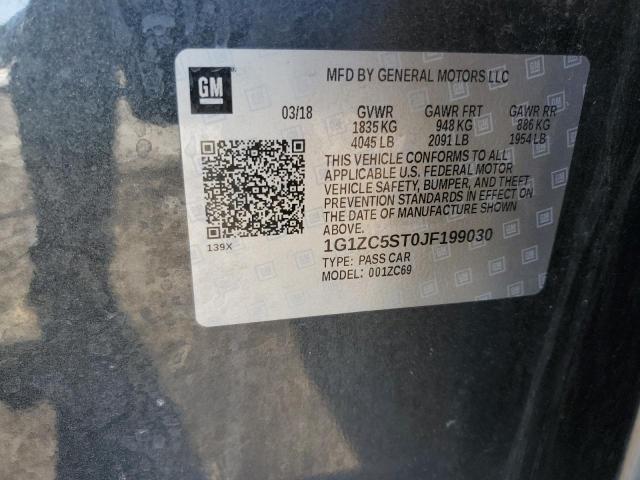 GM
MFD BY GENERAL MOTORS LLC
03/18 GVWR GAWR FRT GAWR RR
1835 KG 948 KG 886 KG
4045 LB 2091 LB 1954 LB
THIS VEHICLE CONFORMS TO ALL
APPLICABLE U.S. FEDERAL MOTOR
VEHICLE SAFETY, BUMPER, AND THEFT
PREVENTION STANDARDS IN EFFECT ON
THE DATE OF MANUFACTURE SHOWN
ABOVE.
139X
1G1ZC5ST0JF199030
TYPE: PASS CAR
MODEL: 001ZC69